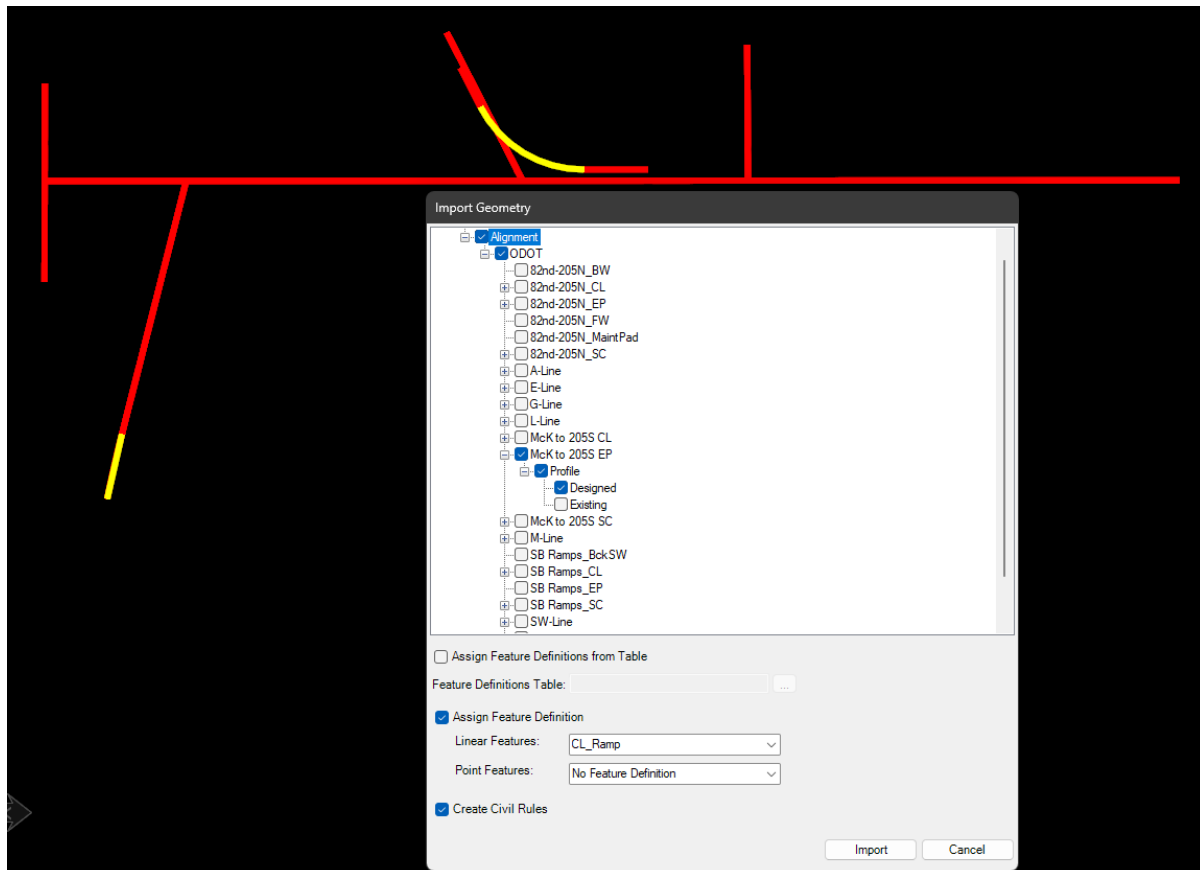 Import Geometry
Alignment
ODOT
82nd-205N_BW
82nd-205N_CL
82nd-205N_EP
82nd-205N_FW
82nd-205N_MaintPad
82nd-205N_SC
A-Line
E-Line
G-Line
L-Line
McK to 205S CL
McK to 205S EP
Profile
Designed
Existing
McK to 205S SC
M-Line
SB Ramps_BckSW
SB Ramps_CL
SB Ramps_EP
SB Ramps_SC
SW-Line
Assign Feature Definitions from Table
Feature Definitions Table:
...
Assign Feature Definition
Linear Features: CL_Ramp
Point Features: No Feature Definition
Create Civil Rules
Import Cancel